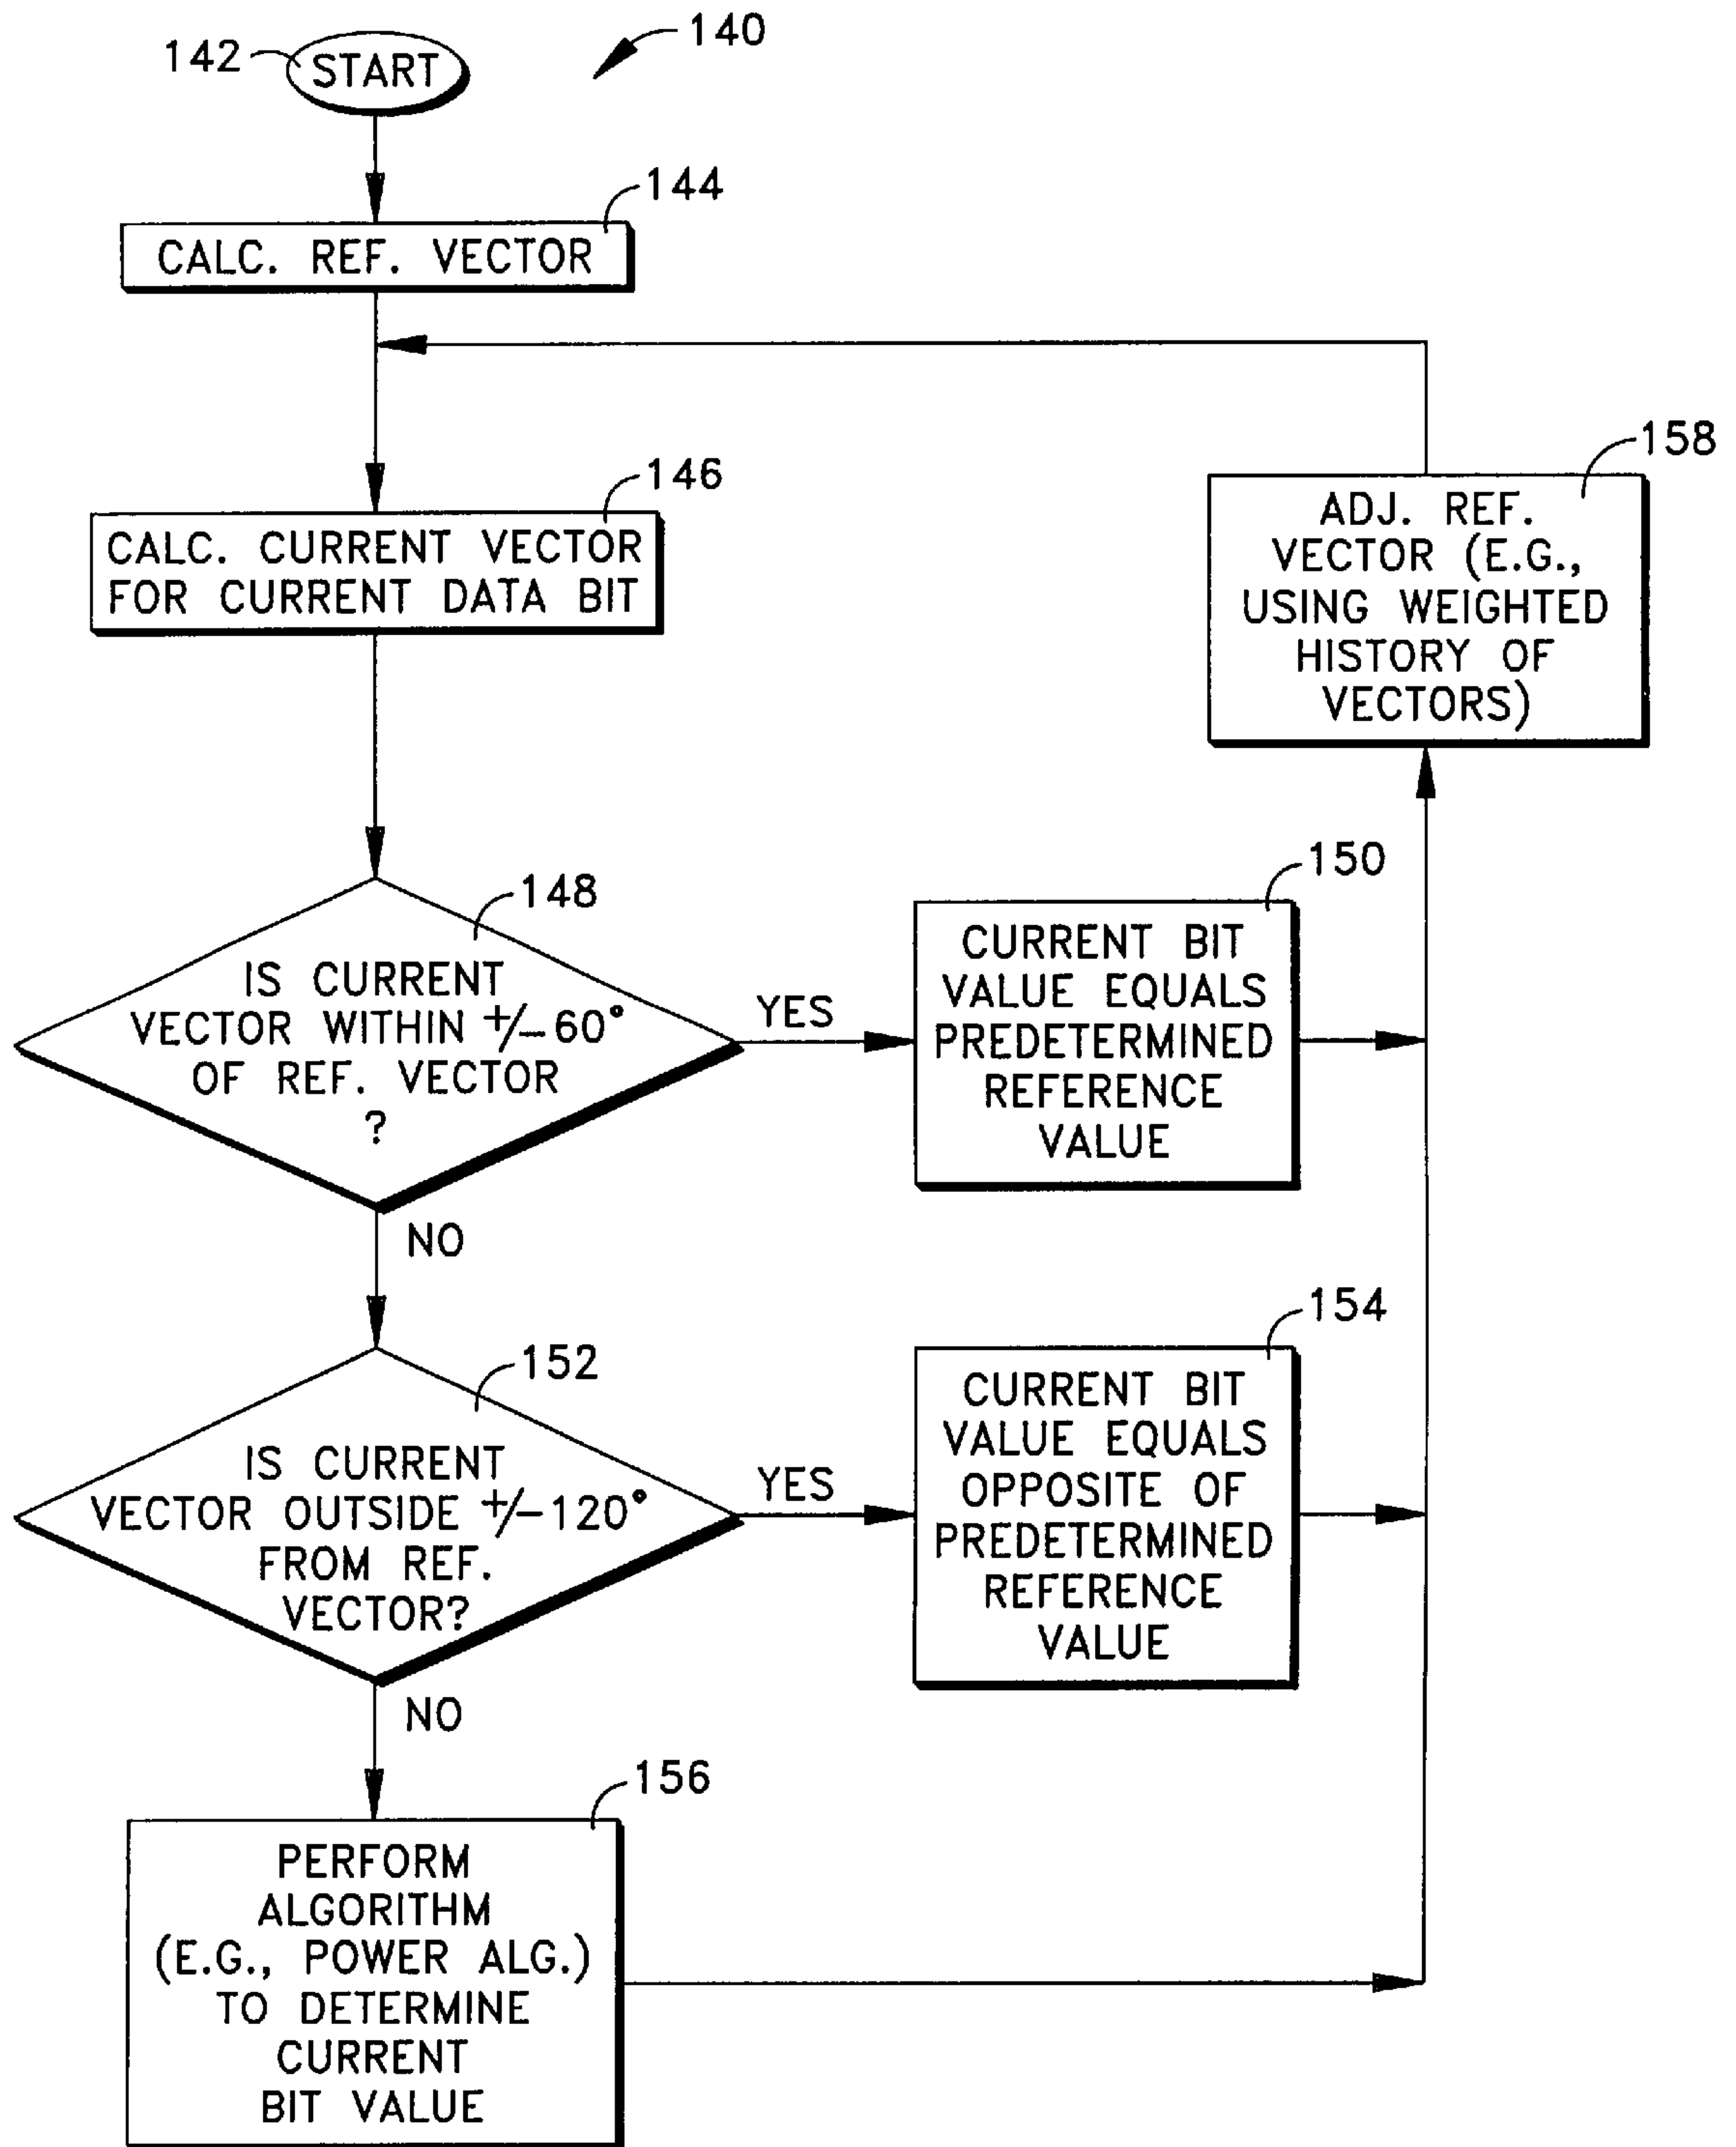 140
142
START
144
CALC. REF. VECTOR
146
CALC. CURRENT VECTOR
FOR CURRENT DATA BIT
158
ADJ. REF.
VECTOR (E.G.,
USING WEIGHTED
HISTORY OF
VECTORS)
148
IS CURRENT
VECTOR WITHIN +/-60°
OF REF. VECTOR
?
YES
NO
150
CURRENT BIT
VALUE EQUALS
PREDETERMINED
REFERENCE
VALUE
152
IS CURRENT
VECTOR OUTSIDE +/-120°
FROM REF.
VECTOR?
YES
NO
154
CURRENT BIT
VALUE EQUALS
OPPOSITE OF
PREDETERMINED
REFERENCE
VALUE
156
PERFORM
ALGORITHM
(E.G., POWER ALG.)
TO DETERMINE
CURRENT
BIT VALUE